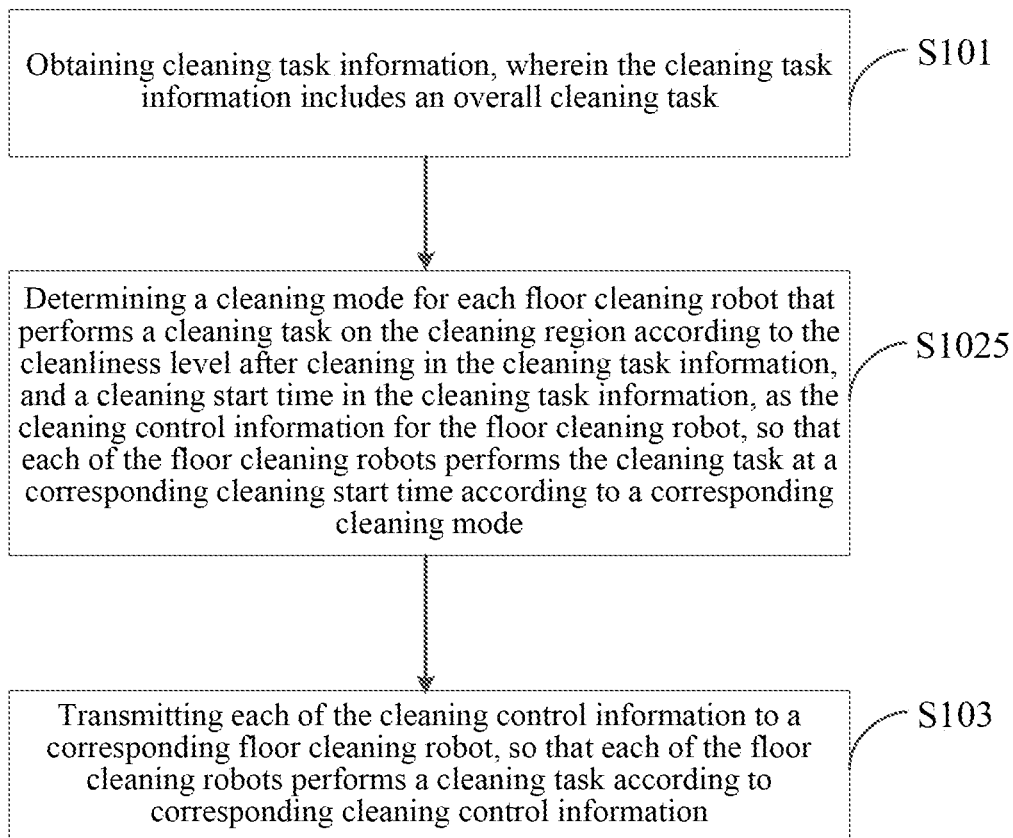 Obtaining cleaning task information, wherein the cleaning task
information includes an overall cleaning task
S101
Determining a cleaning mode for each floor cleaning robot that
performs a cleaning task on the cleaning region according to the
cleanliness level after cleaning in the cleaning task information,
and a cleaning start time in the cleaning task information, as the
cleaning control information for the floor cleaning robot, so that
each of the floor cleaning robots performs the cleaning task at a
corresponding cleaning start time according to a corresponding
cleaning mode
S1025
Transmitting each of the cleaning control information to a
corresponding floor cleaning robot, so that each of the floor
cleaning robots performs a cleaning task according to
corresponding cleaning control information
S103